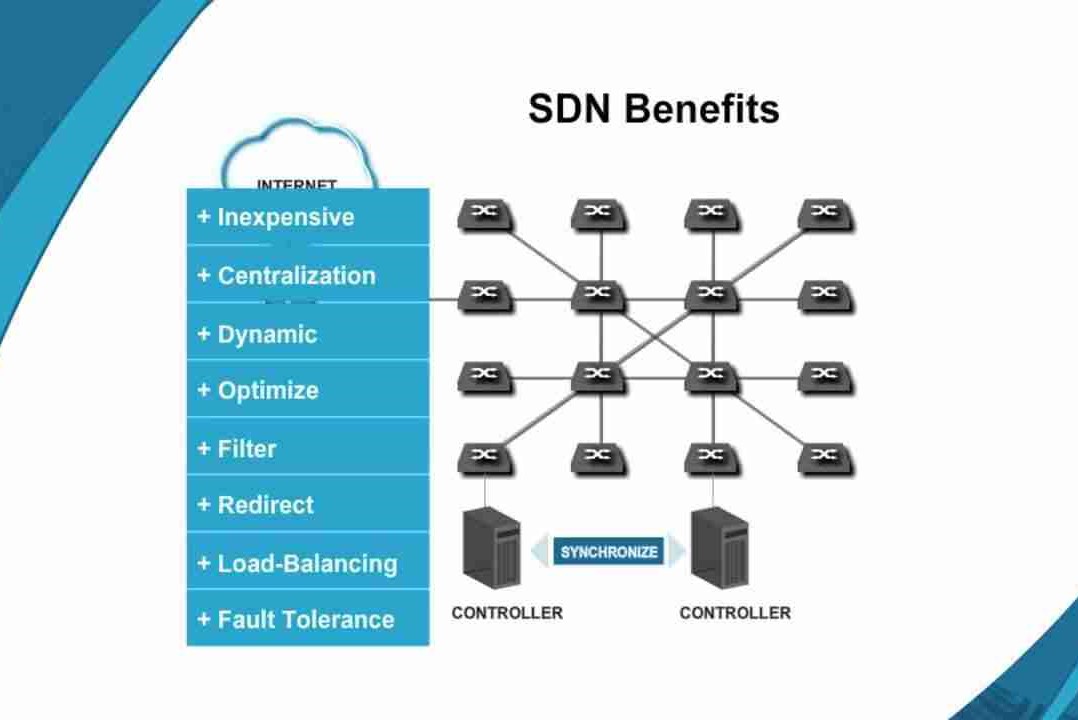 SDN Benefits
INTERNET
+ Inexpensive
+ Centralization
+ Dynamic
+ Optimize
+ Filter
+ Redirect
+ Load-Balancing
+ Fault Tolerance
SYNCHRONIZE
CONTROLLER
CONTROLLER